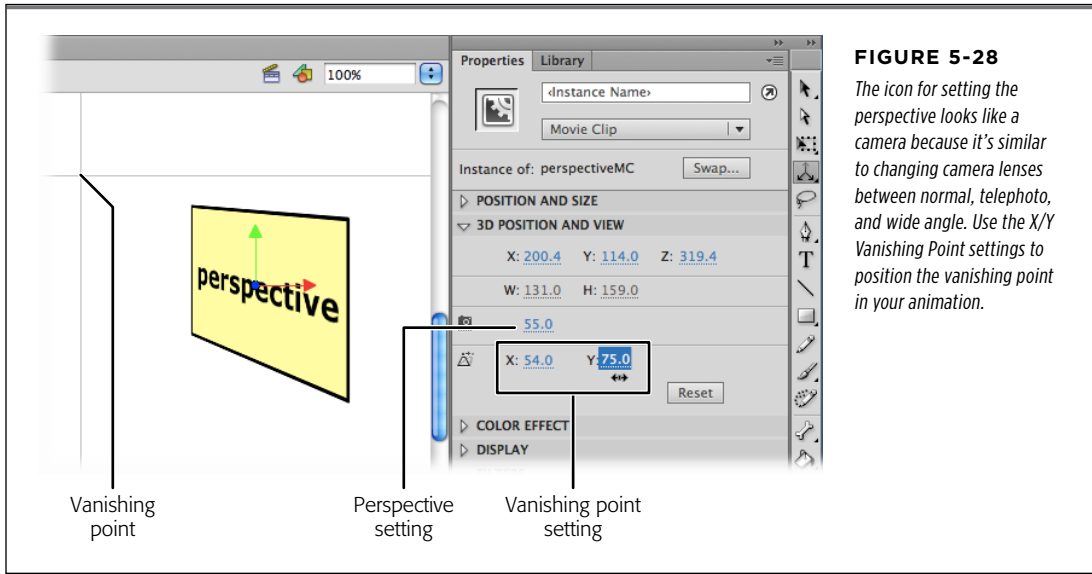 100%
Properties Library
<Instance Name>
Movie Clip
Instance of: perspectiveMC Swap...
POSITION AND SIZE
3D POSITION AND VIEW
X: 200.4 Y: 114.0 Z: 319.4
W: 131.0 H: 159.0
55.0
X: 54.0 Y: 75.0
Reset
COLOR EFFECT
DISPLAY
perspective
T
Vanishing
point
Perspective
setting
Vanishing point
setting
FIGURE 5-28
The icon for setting the
perspective looks like a
camera because it's similar
to changing camera lenses
between normal, telephoto,
and wide angle. Use the X/Y
Vanishing Point settings to
position the vanishing point
in your animation.